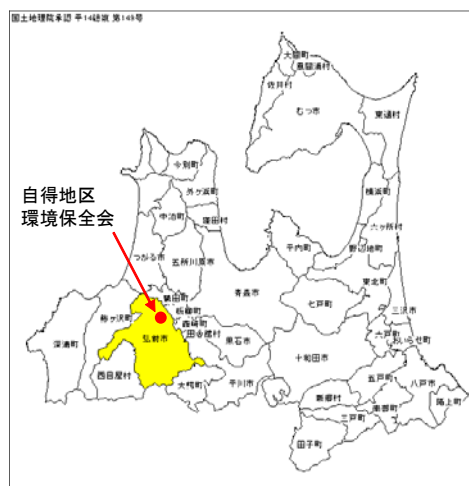 国土地理院承認 平14総複 第149号
大間町
風間浦村
佐井村
むつ市
東通村
今別町
外ヶ浜町
横浜町
中泊町
蓬田村
六ヶ所村
自得地区
環境保全会
平内町
野辺地町
つがる市
五所川原市
東北町
青森市
七戸町
三沢市
鶴田町
板柳町
鰺ヶ沢町
藤崎町
六戸町
おいらせ町
田舎館村
黒石市
弘前市
十和田市
深浦町
五戸町
八戸市
西目屋村
大鰐町
平川市
新郷村
南部町
階上町
三戸町
田子町